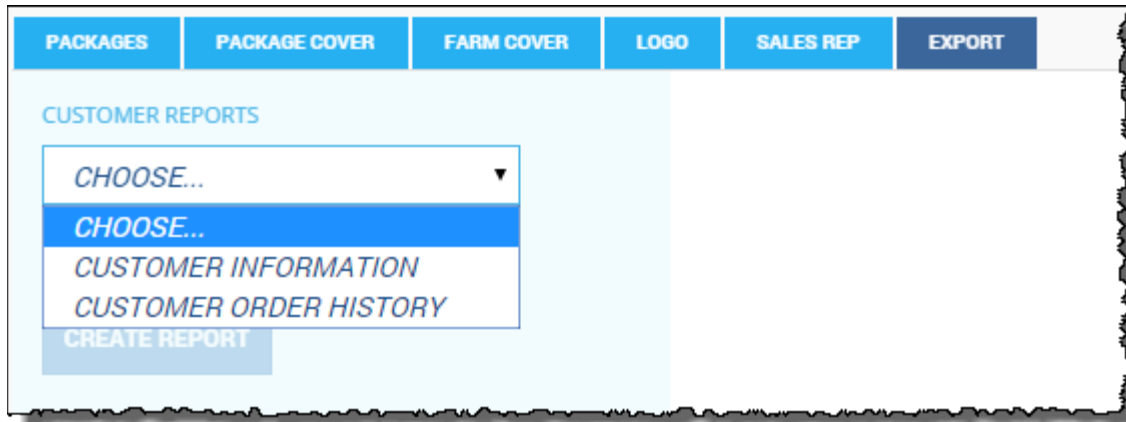 PACKAGES PACKAGE COVER FARM COVER LOGO SALES REP EXPORT
CUSTOMER REPORTS
CHOOSE...
CHOOSE...
CUSTOMER INFORMATION
CUSTOMER ORDER HISTORY
CREATE REPORT